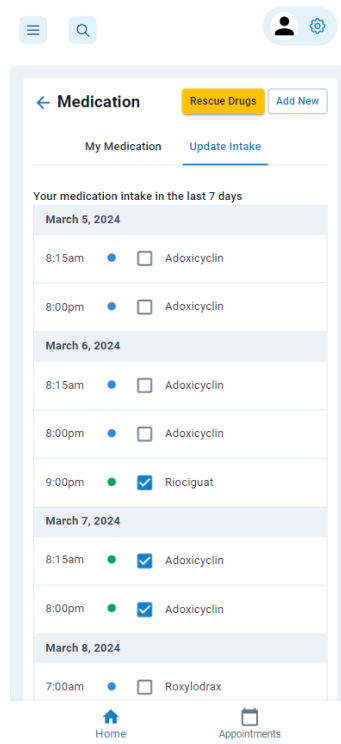 Medication
Rescue Drugs
Add New
My Medication
Update Intake
Your medication intake in the last 7 days
March 5, 2024
8:15am Adoxicyclin
8:00pm Adoxicyclin
March 6, 2024
8:15am Adoxicyclin
8:00pm Adoxicyclin
9:00pm Riociguat
March 7, 2024
8:15am Adoxicyclin
8:00pm Adoxicyclin
March 8, 2024
7:00am Roxylodrax
Home
Appointments